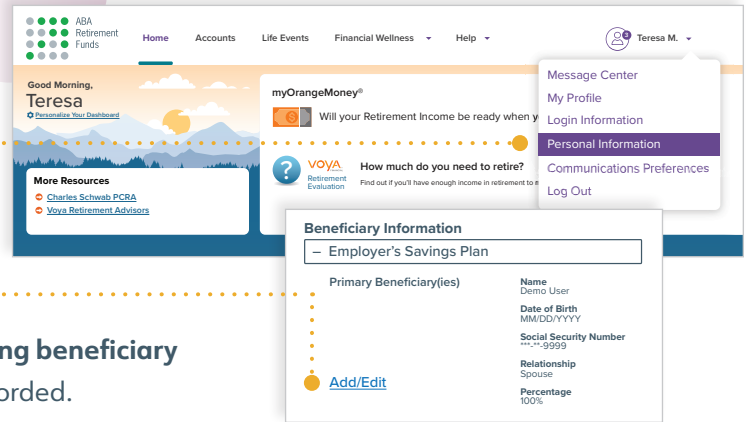 ABA
Retirement
Funds
Home
Accounts
Life Events
Financial Wellness
Help
3
Teresa M.
Message Center
My Profile
Login Information
Personal Information
Communications Preferences
Log Out
Good Morning,
Teresa
Personalize Your Dashboard
myOrangeMoney®
Will your Retirement Income be ready when
VOYA
Retirement
Evaluation
How much do you need to retire?
Find out if you'll have enough income in retirement to
More Resources
Charles Schwab PCRA
Voya Retirement Advisors
Beneficiary Information
– Employer's Savings Plan
Primary Beneficiary(ies)
Name
Demo User
Date of Birth
MM/DD/YYYY
Social Security Number
***-**-9999
Relationship
Spouse
Percentage
100%
Add/Edit
ng beneficiary
orded.